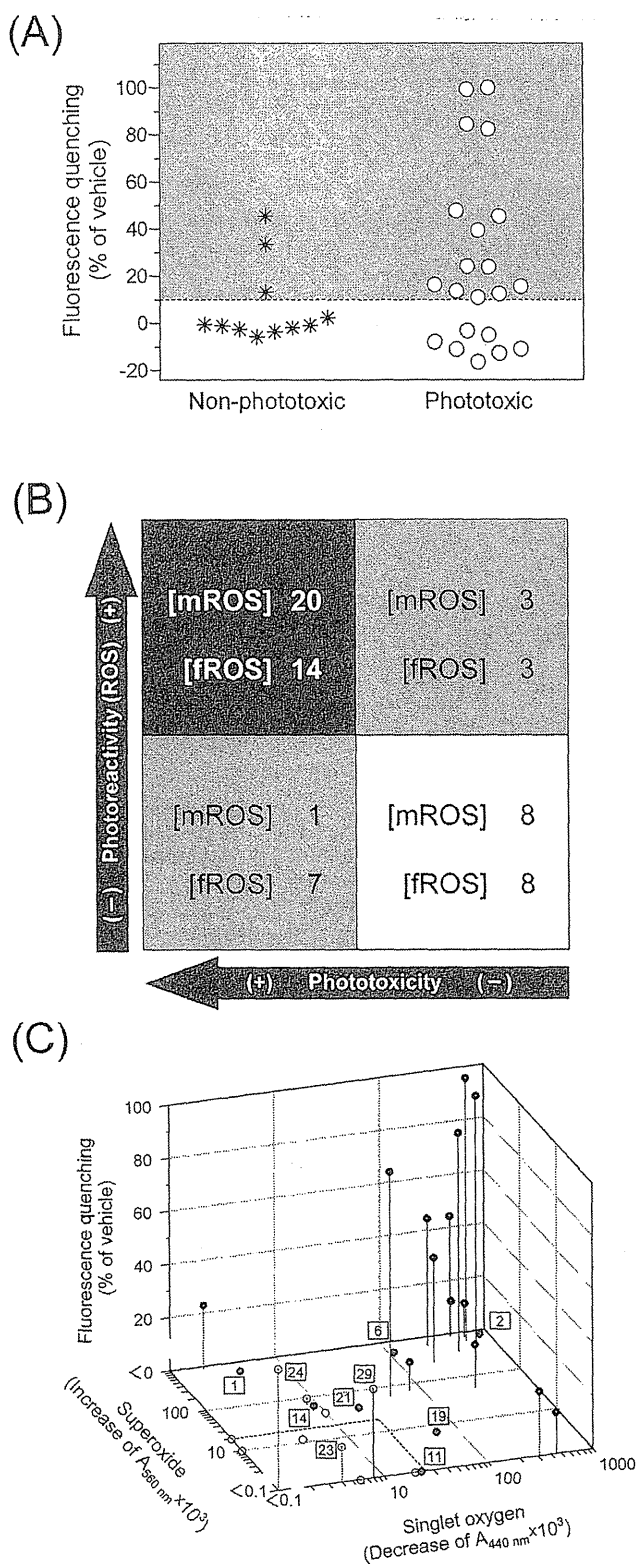 (A)
Fluorescence quenching
(% of vehicle)
100
80
60
40
20
0
-20
Non-phototoxic
Phototoxic
(B)
(−) Photoreactivity (ROS) (+)
[mROS] 20
[fROS] 14
[mROS] 3
[fROS] 3
[mROS] 1
[fROS] 7
[mROS] 8
[fROS] 8
(+) Phototoxicity (−)
(C)
Fluorescence quenching
(% of vehicle)
100
80
60
40
20
<0
6
2
1
24
29
21
14
19
23
11
100
10
<0.1
Superoxide
(Increase of A560 nm×10³)
<0.1
10
100
1000
Singlet oxygen
(Decrease of A440 nm×10³)